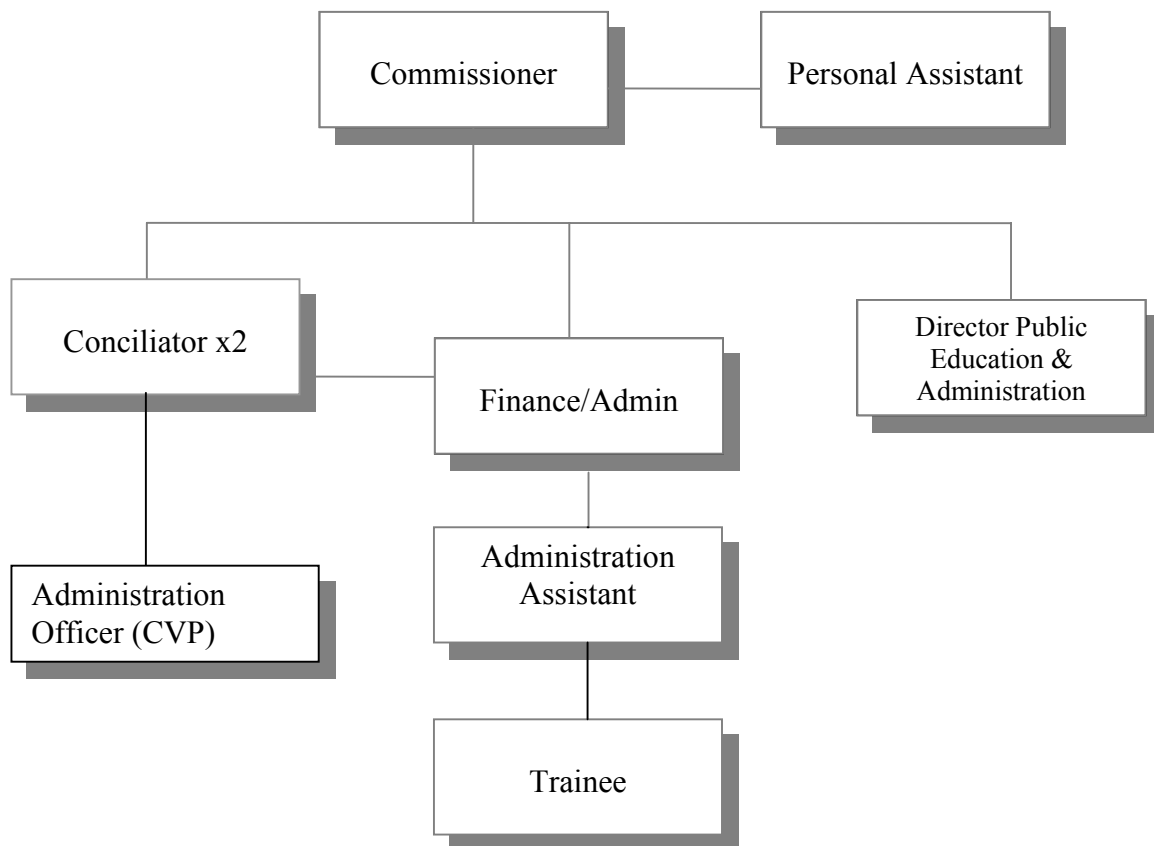 Commissioner
Personal Assistant
Conciliator x2
Finance/Admin
Director Public
Education &
Administration
Administration
Assistant
Administration
Officer (CVP)
Trainee